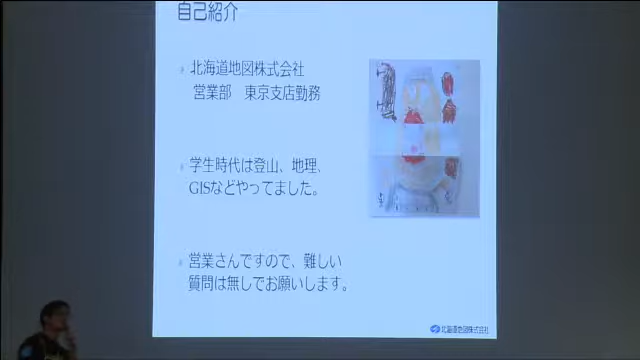 自己紹介
北海道地図株式会社
営業部　東京支店勤務
学生時代は登山、地理、
GISなどやってました。
営業さんですので、難しい
質問は無しでお願いします。
北海道地図株式会社